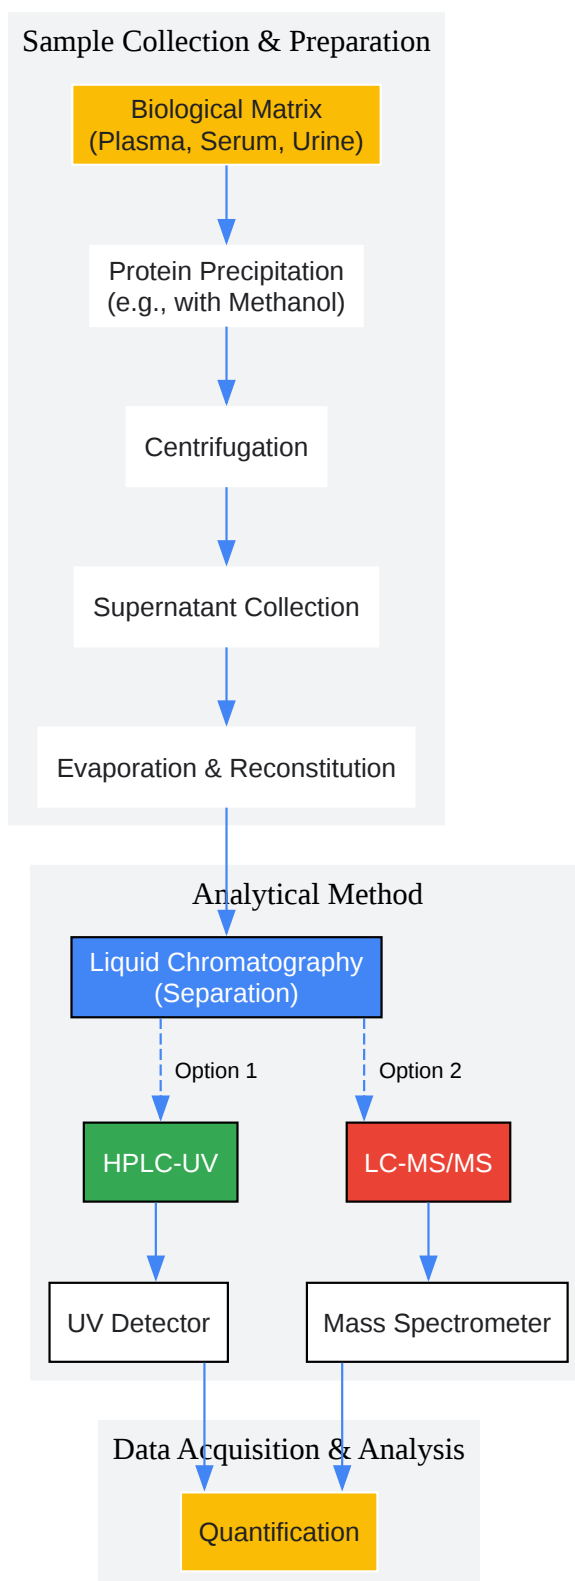 Sample Collection & Preparation
Biological Matrix
(Plasma, Serum, Urine)
Protein Precipitation
(e.g., with Methanol)
Centrifugation
Supernatant Collection
Evaporation & Reconstitution
Analytical Method
Liquid Chromatography
(Separation)
Option 1
Option 2
HPLC-UV
LC-MS/MS
UV Detector
Mass Spectrometer
Data Acquisition & Analysis
Quantification